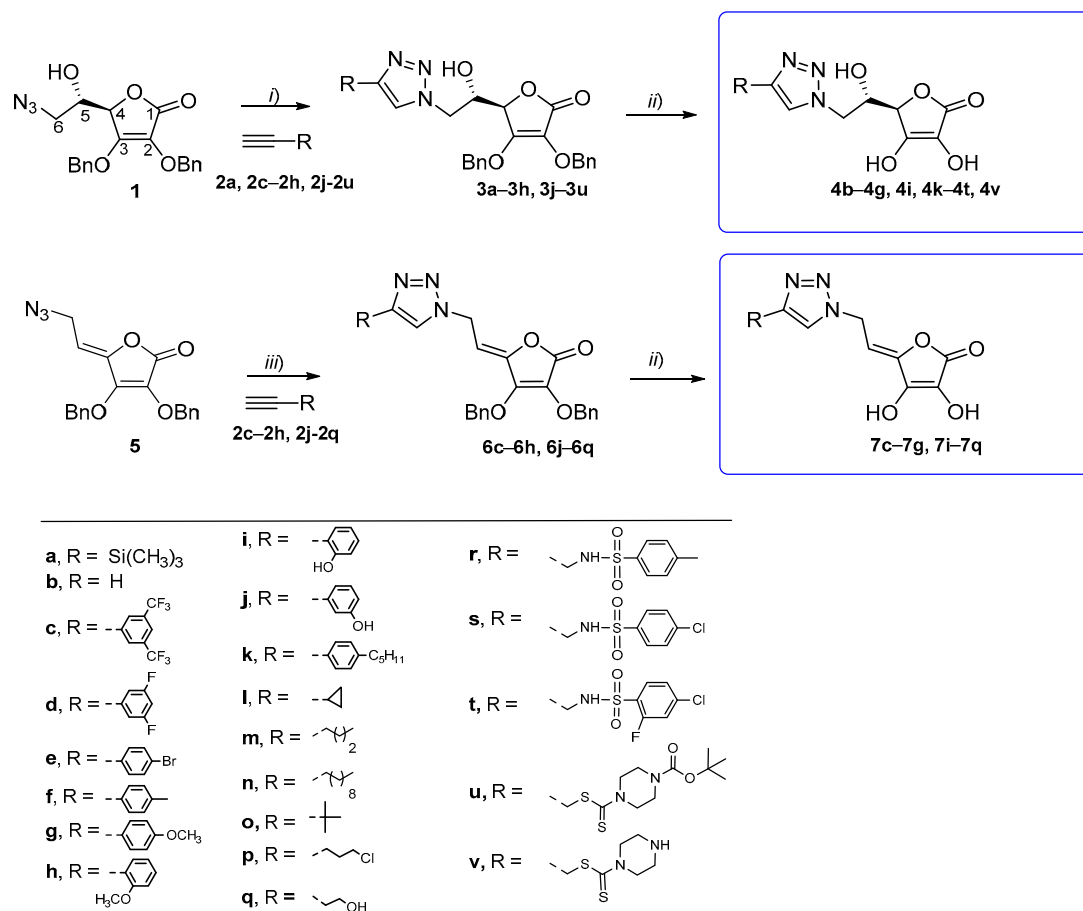 HO
N3
O
O
6
5
4
1
3
2
BnO
OBn
1
i)
2a, 2c–2h, 2j-2u
R
N=N
N
HO
O
O
BnO
OBn
3a–3h, 3j–3u
ii)
R
N=N
N
HO
O
O
HO
OH
4b–4g, 4i, 4k–4t, 4v
N3
O
O
BnO
OBn
5
iii)
R
2c–2h, 2j-2q
R
N=N
N
O
O
BnO
OBn
6c–6h, 6j–6q
ii)
R
N=N
N
O
O
HO
OH
7c–7g, 7i–7q
a, R = Si(CH3)3
b, R = H
c, R = CF3 CF3
d, R = F F
e, R = Br
f, R =
g, R = OCH3
h, R = H3CO
i, R = HO
j, R = OH
k, R = C5H11
l, R =
m, R = ( )2
n, R = ( )8
o, R =
p, R = Cl
q, R = OH
r, R = NH S O O
s, R = NH S O O Cl
t, R = NH S O O F Cl
u, R = S S N N O O
v, R = S S N NH